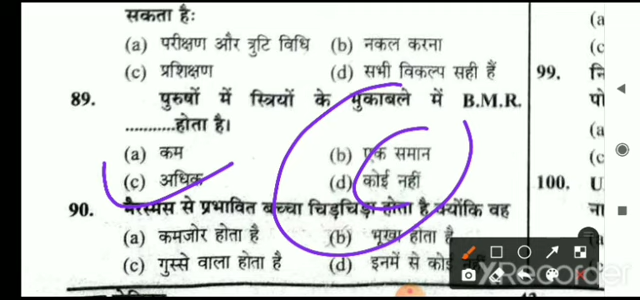 सकता हैः
(a) परीक्षण और त्रुटि विधि (b) नकल करना
(c) प्रशिक्षण (d) सभी विकल्प सही हैं
89. पुरुषों में स्त्रियों के मुकाबले में B.M.R.
...........होता है।
(a) कम (b) एक समान
(c) अधिक (d) कोई नहीं
90. मैरस्मस से प्रभावित बच्चा चिड़चिड़ा होता है क्योंकि वह
(a) कमजोर होता है (b) भूखा होता है
(c) गुस्से वाला होता है (d) इनमें से कोई नहीं
(a
(c
99. नि
पो
(a
(c
100. U
ना
XRecorder